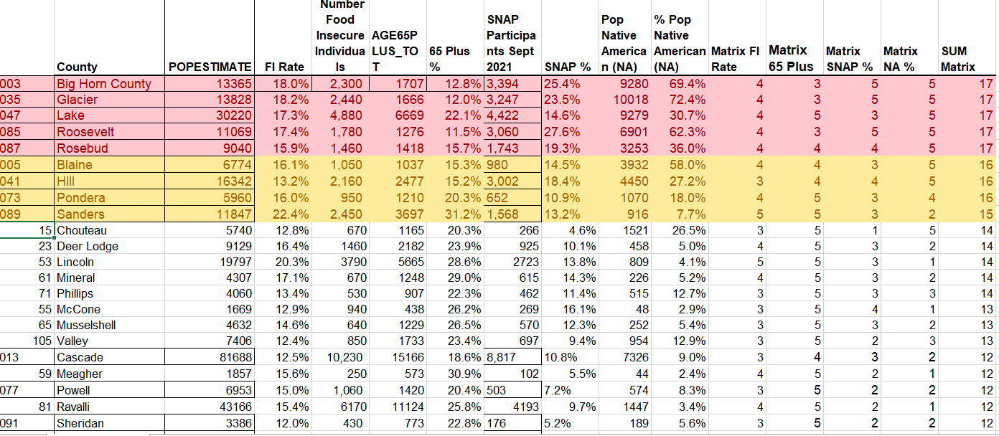 County POPESTIMATE FI Rate Number Food Insecure Individuals AGE65PLUS_TOT 65 Plus % SNAP Participants Sept 2021 SNAP % Pop Native American (NA) % Pop Native American (NA) Matrix FI Rate Matrix 65 Plus Matrix SNAP % Matrix NA % SUM Matrix
003 Big Horn County 13365 18.0% 2,300 1707 12.8% 3,394 25.4% 9280 69.4% 4 3 5 5 17
035 Glacier 13828 18.2% 2,440 1666 12.0% 3,247 23.5% 10018 72.4% 4 3 5 5 17
047 Lake 30220 17.3% 4,880 6669 22.1% 4,422 14.6% 9279 30.7% 4 5 3 5 17
085 Roosevelt 11069 17.4% 1,780 1276 11.5% 3,060 27.6% 6901 62.3% 4 3 5 5 17
087 Rosebud 9040 15.9% 1,460 1418 15.7% 1,743 19.3% 3253 36.0% 4 4 4 5 17
005 Blaine 6774 16.1% 1,050 1037 15.3% 980 14.5% 3932 58.0% 4 4 3 5 16
041 Hill 16342 13.2% 2,160 2477 15.2% 3,002 18.4% 4450 27.2% 3 4 4 5 16
073 Pondera 5960 16.0% 950 1210 20.3% 652 10.9% 1070 18.0% 4 5 3 4 16
089 Sanders 11847 22.4% 2,450 3697 31.2% 1,568 13.2% 916 7.7% 5 5 3 2 15
15 Chouteau 5740 12.8% 670 1165 20.3% 266 4.6% 1521 26.5% 3 5 1 5 14
23 Deer Lodge 9129 16.4% 1460 2182 23.9% 925 10.1% 458 5.0% 4 5 3 2 14
53 Lincoln 19797 20.3% 3790 5665 28.6% 2723 13.8% 809 4.1% 5 5 3 1 14
61 Mineral 4307 17.1% 670 1248 29.0% 615 14.3% 226 5.2% 4 5 3 2 14
71 Phillips 4060 13.4% 530 907 22.3% 462 11.4% 515 12.7% 3 5 3 3 14
55 McCone 1669 12.9% 940 438 26.2% 269 16.1% 48 2.9% 3 5 4 1 13
65 Musselshell 4632 14.6% 640 1229 26.5% 570 12.3% 252 5.4% 3 5 3 2 13
105 Valley 7406 12.4% 850 1733 23.4% 697 9.4% 954 12.9% 3 5 2 3 13
013 Cascade 81688 12.5% 10,230 15166 18.6% 8,817 10.8% 7326 9.0% 3 4 3 2 12
59 Meagher 1857 15.6% 250 573 30.9% 102 5.5% 44 2.4% 4 5 2 1 12
077 Powell 6953 15.0% 1,060 1420 20.4% 503 7.2% 574 8.3% 3 5 2 2 12
81 Ravalli 43166 15.4% 6170 11124 25.8% 4193 9.7% 1447 3.4% 4 5 2 1 12
091 Sheridan 3386 12.0% 430 773 22.8% 176 5.2% 189 5.6% 3 5 2 2 12